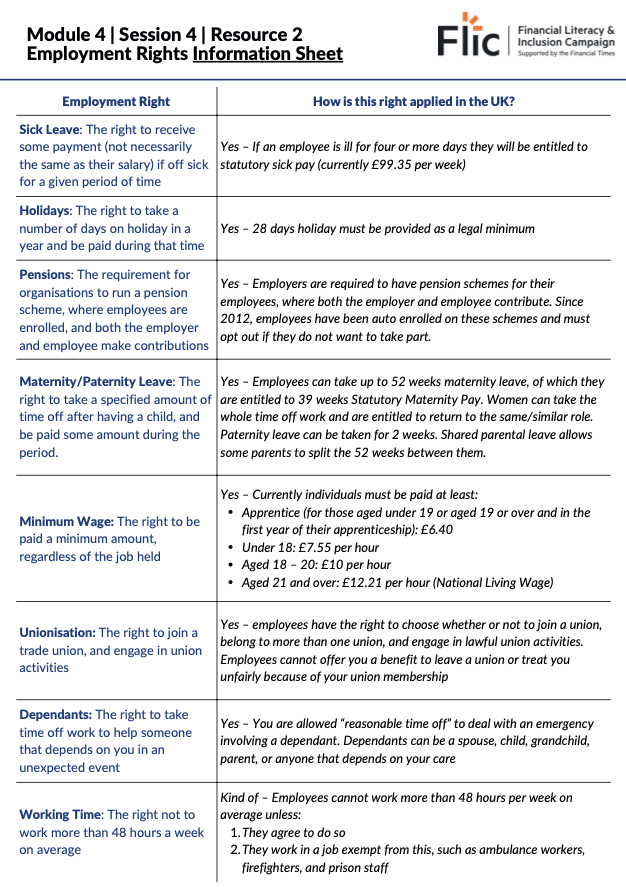 Module 4 | Session 4 | Resource 2
Employment Rights Information Sheet
Flic
Financial Literacy &
Inclusion Campaign
Supported by the Financial Times
Employment Right
How is this right applied in the UK?
Sick Leave: The right to receive
some payment (not necessarily
the same as their salary) if off sick
for a given period of time
Yes – If an employee is ill for four or more days they will be entitled to
statutory sick pay (currently £99.35 per week)
Holidays: The right to take a
number of days on holiday in a
year and be paid during that time
Yes – 28 days holiday must be provided as a legal minimum
Pensions: The requirement for
organisations to run a pension
scheme, where employees are
enrolled, and both the employer
and employee make contributions
Yes – Employers are required to have pension schemes for their
employees, where both the employer and employee contribute. Since
2012, employees have been auto enrolled on these schemes and must
opt out if they do not want to take part.
Maternity/Paternity Leave: The
right to take a specified amount of
time off after having a child, and
be paid some amount during the
period.
Yes – Employees can take up to 52 weeks maternity leave, of which they
are entitled to 39 weeks Statutory Maternity Pay. Women can take the
whole time off work and are entitled to return to the same/similar role.
Paternity leave can be taken for 2 weeks. Shared parental leave allows
some parents to split the 52 weeks between them.
Minimum Wage: The right to be
paid a minimum amount,
regardless of the job held
Yes – Currently individuals must be paid at least:
• Apprentice (for those aged under 19 or aged 19 or over and in the
first year of their apprenticeship): £6.40
• Under 18: £7.55 per hour
• Aged 18 – 20: £10 per hour
• Aged 21 and over: £12.21 per hour (National Living Wage)
Unionisation: The right to join a
trade union, and engage in union
activities
Yes – employees have the right to choose whether or not to join a union,
belong to more than one union, and engage in lawful union activities.
Employees cannot offer you a benefit to leave a union or treat you
unfairly because of your union membership
Dependants: The right to take
time off work to help someone
that depends on you in an
unexpected event
Yes – You are allowed “reasonable time off” to deal with an emergency
involving a dependant. Dependants can be a spouse, child, grandchild,
parent, or anyone that depends on your care
Working Time: The right not to
work more than 48 hours a week
on average
Kind of – Employees cannot work more than 48 hours per week on
average unless:
1. They agree to do so
2. They work in a job exempt from this, such as ambulance workers,
firefighters, and prison staff